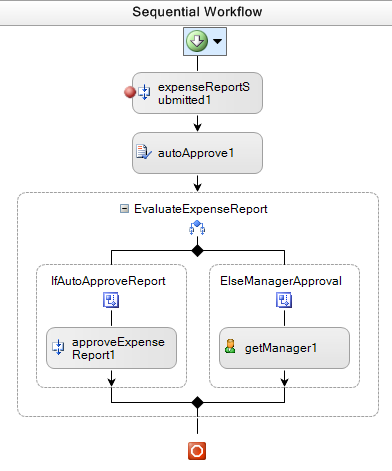 Sequential Workflow
expenseReportS
ubmitted1
autoApprove1
EvaluateExpenseReport
IfAutoApproveReport
approveExpense
Report1
ElseManagerApproval
getManager1